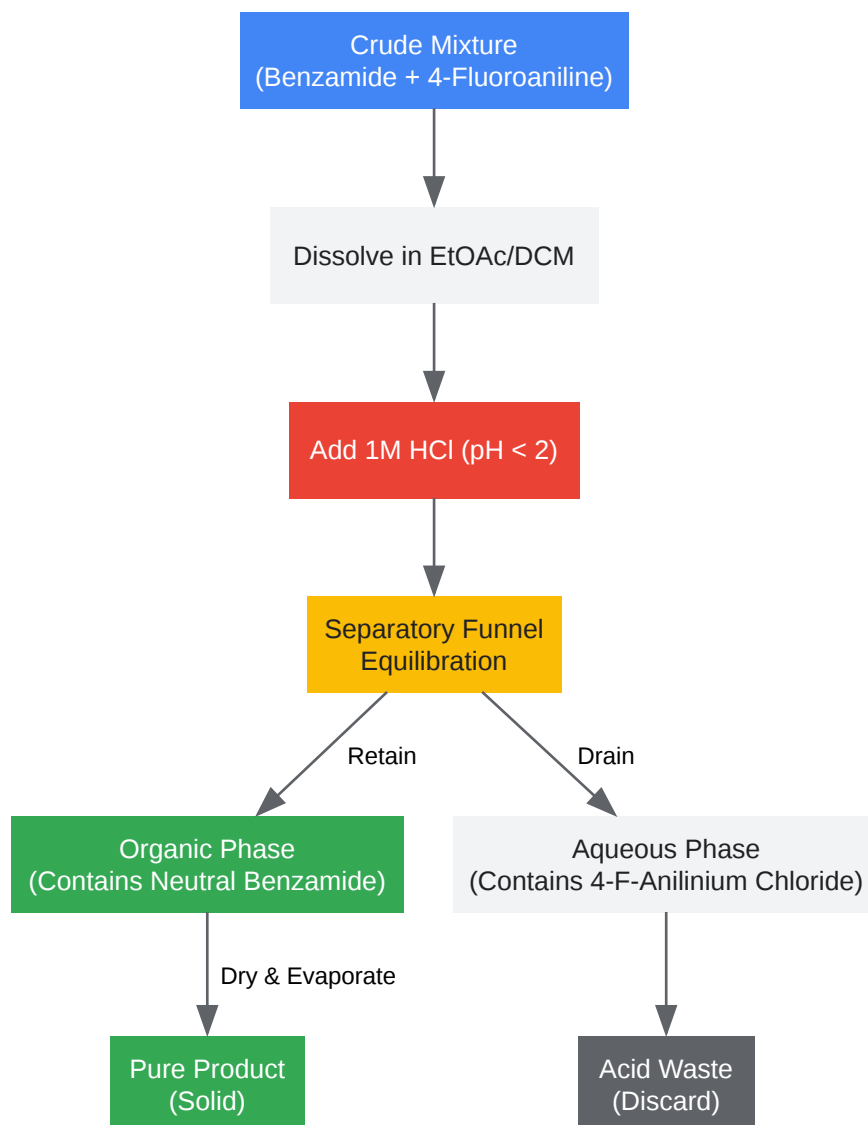 Crude Mixture
(Benzamide + 4-Fluoroaniline)
Dissolve in EtOAc/DCM
Add 1M HCl (pH < 2)
Separatory Funnel
Equilibration
Retain
Drain
Organic Phase
(Contains Neutral Benzamide)
Aqueous Phase
(Contains 4-F-Anilinium Chloride)
Dry & Evaporate
Pure Product
(Solid)
Acid Waste
(Discard)